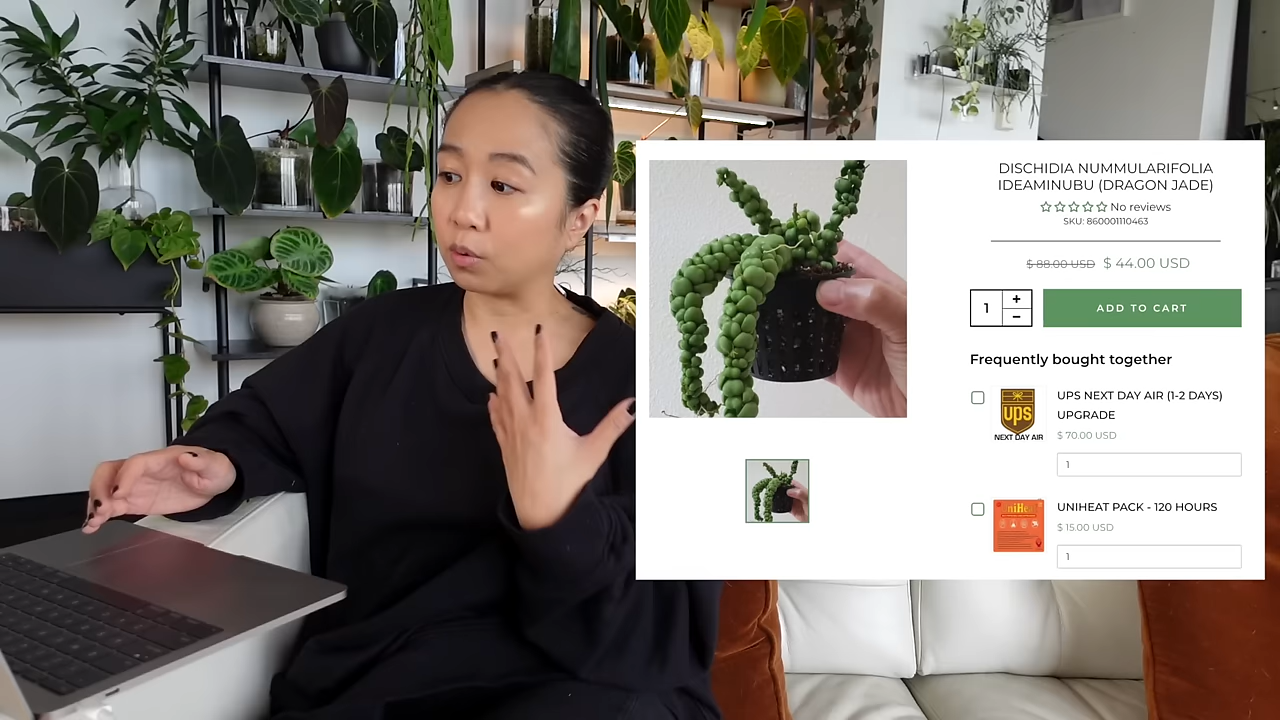 DISCHIDIA NUMMULARIFOLIA
IDEAMINUBU (DRAGON JADE)
No reviews
SKU: 860001110463
$ 88.00 USD $ 44.00 USD
1
+
−
ADD TO CART
Frequently bought together
UPS NEXT DAY AIR (1-2 DAYS)
UPGRADE
ups
NEXT DAY AIR
$ 70.00 USD
1
UNIHEAT PACK - 120 HOURS
$ 15.00 USD
1